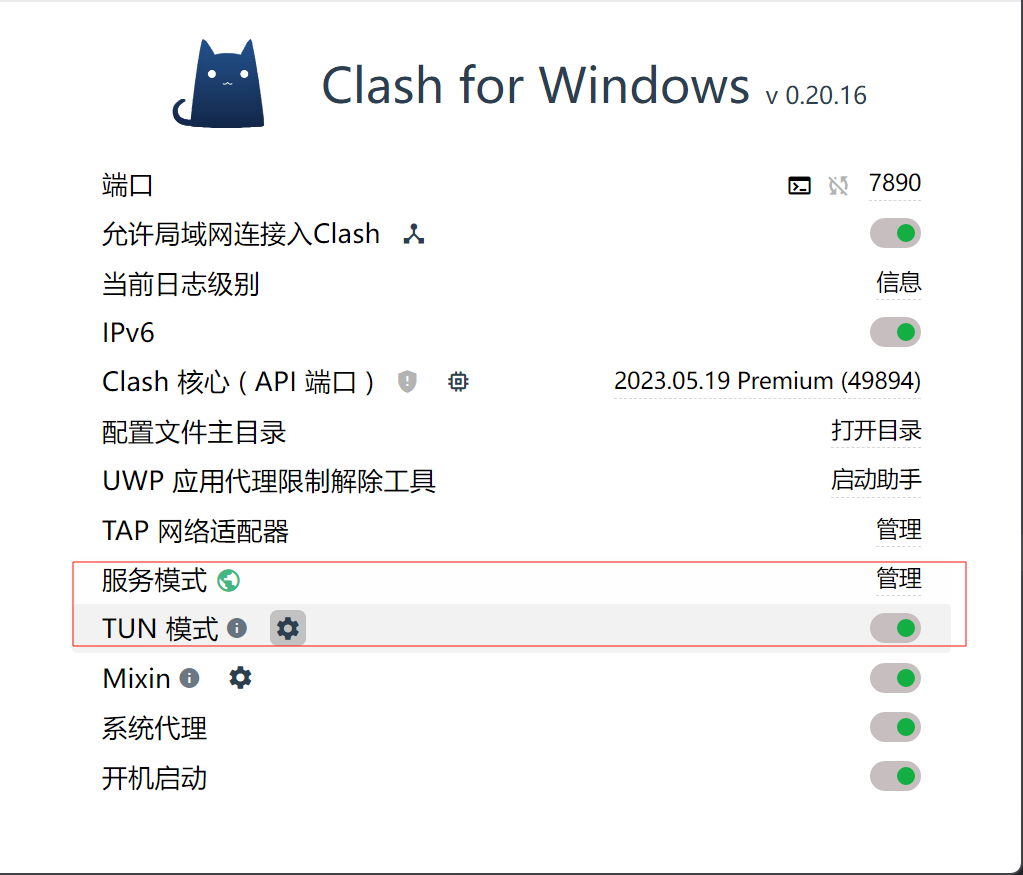 Clash for Windows v 0.20.16
端口 7890
允许局域网连接入Clash
当前日志级别 信息
IPv6
Clash 核心 ( API 端口 ) 2023.05.19 Premium (49894)
配置文件主目录 打开目录
UWP 应用代理限制解除工具 启动助手
TAP 网络适配器 管理
服务模式 管理
TUN 模式
Mixin
系统代理
开机启动